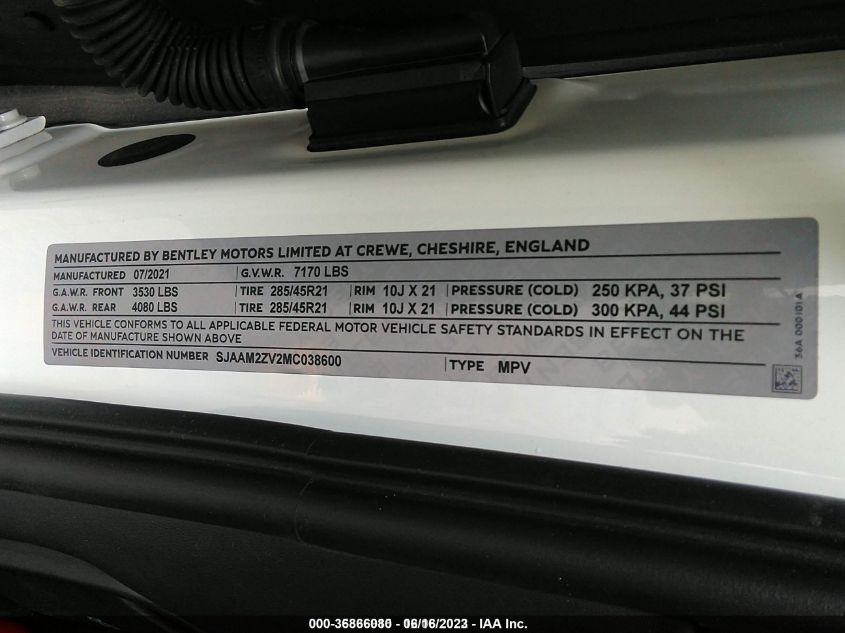 MANUFACTURED BY BENTLEY MOTORS LIMITED AT CREWE, CHESHIRE, ENGLAND
MANUFACTURED 07/2021 G.V.W.R. 7170 LBS
G.A.W.R. FRONT 3530 LBS TIRE 285/45R21 RIM 10J X 21 PRESSURE (COLD) 250 KPA, 37 PSI
G.A.W.R. REAR 4080 LBS TIRE 285/45R21 RIM 10J X 21 PRESSURE (COLD) 300 KPA, 44 PSI
THIS VEHICLE CONFORMS TO ALL APPLICABLE FEDERAL MOTOR VEHICLE SAFETY STANDARDS IN EFFECT ON THE
DATE OF MANUFACTURE SHOWN ABOVE
VEHICLE IDENTIFICATION NUMBER SJAAM2ZV2MC038600 TYPE MPV
36A 000101 A
06/16/2023 - IAA Inc.